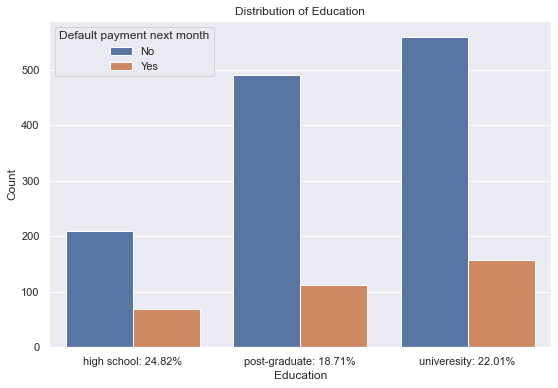 Distribution of Education
Default payment next month
No
Yes
Count
500
400
300
200
100
0
high school: 24.82%
post-graduate: 18.71%
univeresity: 22.01%
Education